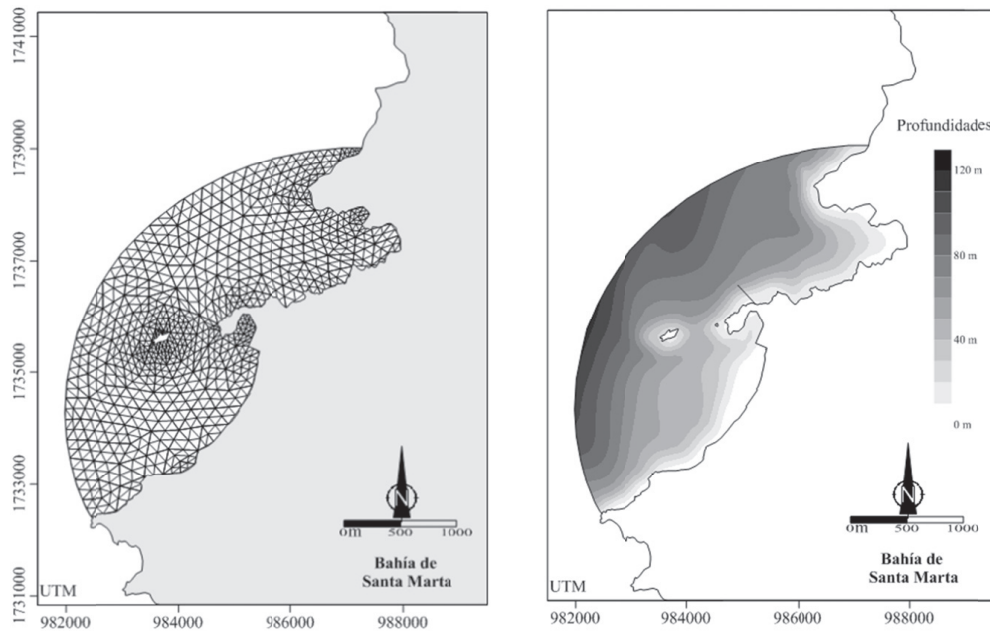 1741000
1739000
1737000
1735000
1733000
1731000
N
0m 500 1000
Bahía de
Santa Marta
UTM
982000 984000 986000 988000
Profundidades
120 m
80 m
40 m
0 m
N
0m 500 1000
Bahía de
Santa Marta
UTM
982000 984000 986000 988000